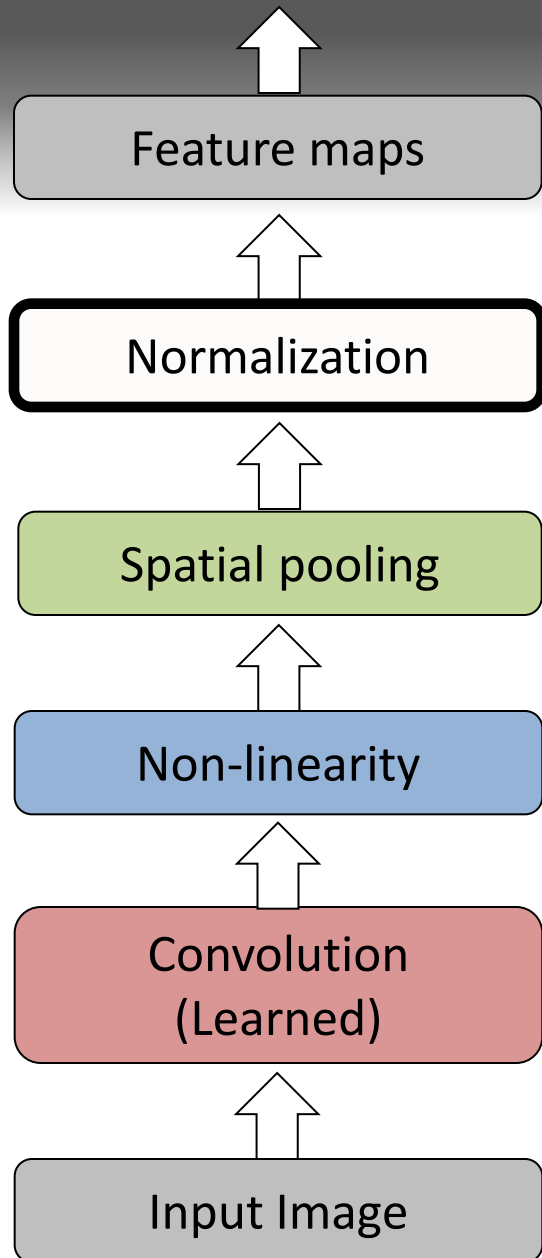 Feature maps
Normalization
Spatial pooling
Non-linearity
Convolution
(Learned)
Input Image